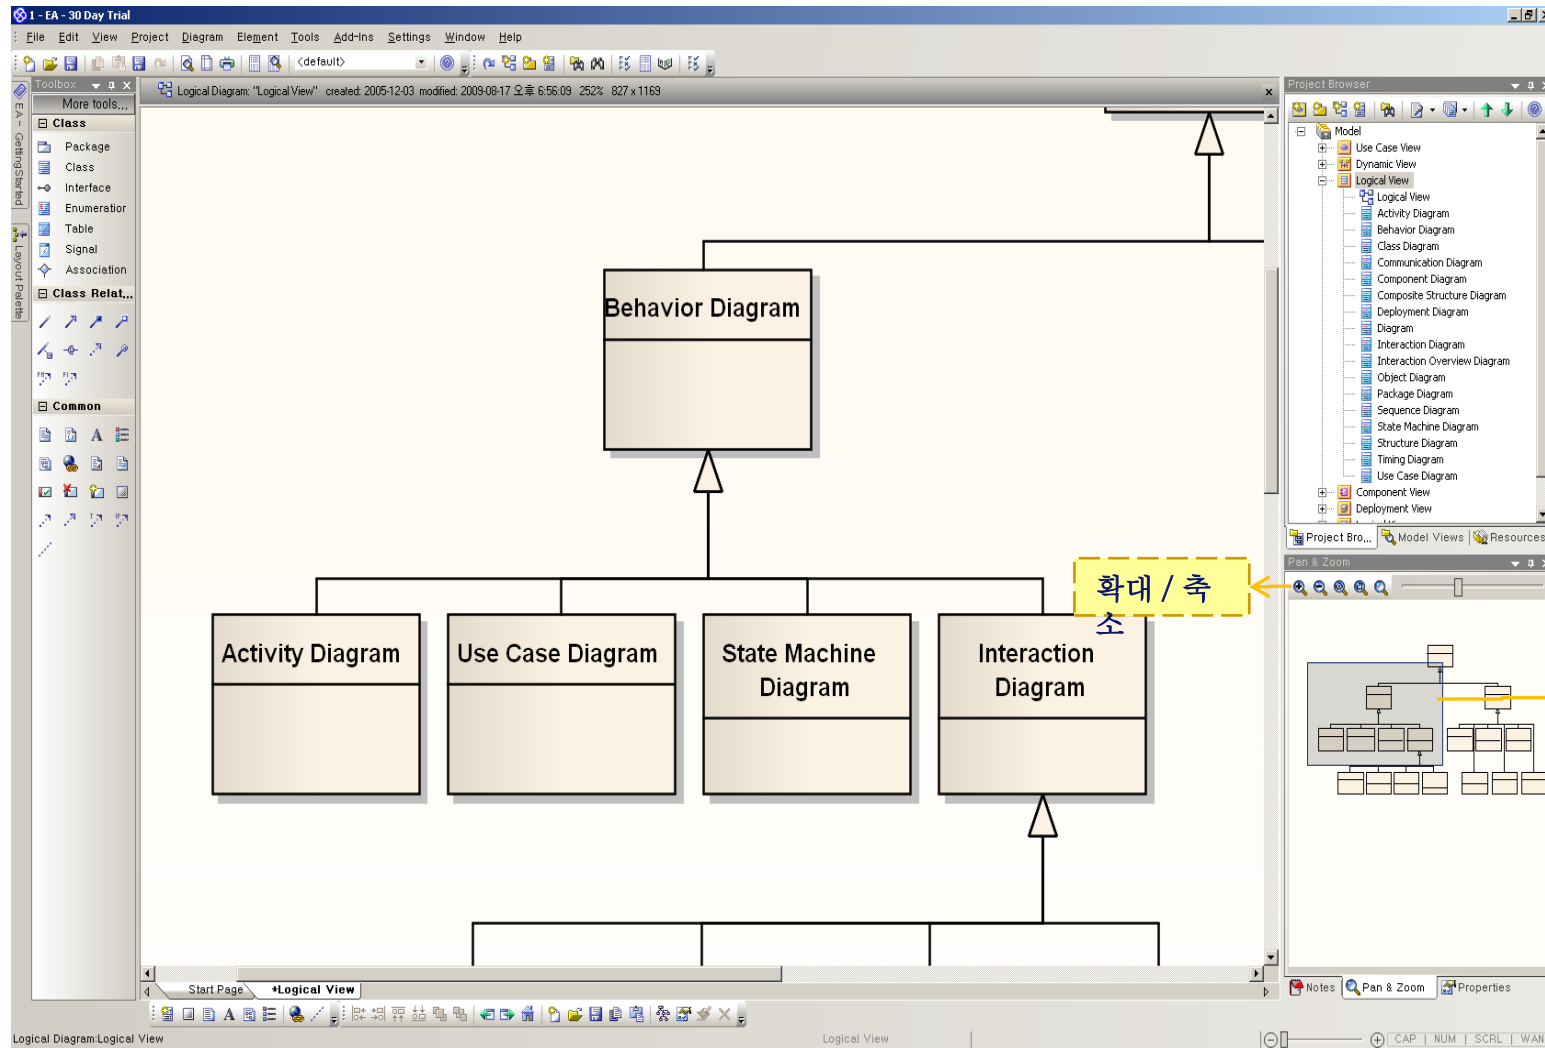 1 - EA - 30 Day Trial
File Edit View Project Diagram Element Tools Add-Ins Settings Window Help
<default>
Toolbox
Logical Diagram: "Logical View" created: 2005-12-03 modified: 2009-08-17 오후 6:56:09 252% 827 x 1169
Project Browser
More tools...
Class
Package
Class
Interface
Enumeratior
Table
Signal
Association
Class Relat...
Common
EA - Getting Started
Layout Palette
Behavior Diagram
Activity Diagram
Use Case Diagram
State Machine
Diagram
Interaction
Diagram
확대 / 축
소
Model
Use Case View
Dynamic View
Logical View
Logical View
Activity Diagram
Behavior Diagram
Class Diagram
Communication Diagram
Component Diagram
Composite Structure Diagram
Deployment Diagram
Diagram
Interaction Diagram
Interaction Overview Diagram
Object Diagram
Package Diagram
Sequence Diagram
State Machine Diagram
Structure Diagram
Timing Diagram
Use Case Diagram
Component View
Deployment View
Project Bro... Model Views Resources
Pan & Zoom
Notes Pan & Zoom Properties
Start Page *Logical View
Logical Diagram:Logical View
Logical View
CAP NUM SCRL WAN